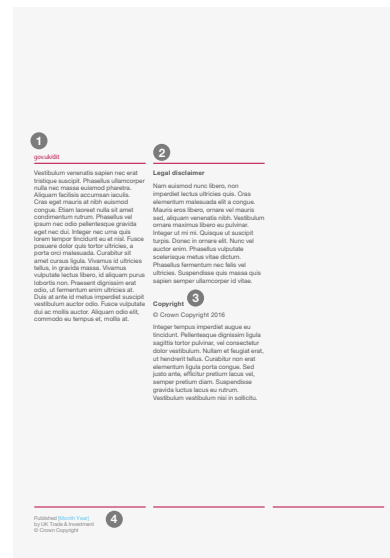 1
gov.uk/dit
Vestibulum venenatis sapien nec erat
tristique suscipit. Phasellus ullamcorper
nulla nec massa euismod pharetra.
Aliquam facilisis accumsan iaculis.
Cras eget mauris at nibh euismod
congue. Etiam laoreet nulla sit amet
condimentum rutrum. Phasellus vel
ipsum nec odio pellentesque gravida
eget nec dui. Integer nec urna quis
lorem tempor tincidunt eu et nisl. Fusce
posuere dolor quis tortor ultricies, a
porta orci malesuada. Curabitur sit
amet cursus ligula. Vivamus id ultricies
tellus, in gravida massa. Vivamus
vulputate lectus libero, id aliquam purus
lobortis non. Praesent dignissim erat
odio, ut fermentum enim ultricies at.
Duis at ante id metus imperdiet suscipit
vestibulum auctor odio. Fusce vulputate
dui ac mollis auctor. Aliquam odio elit,
commodo eu tempus et, mollis at.
2
Legal disclaimer
Nam euismod nunc libero, non
imperdiet lectus ultricies quis. Cras
elementum malesuada elit a congue.
Mauris eros libero, ornare vel mauris
sed, aliquam venenatis nibh. Vestibulum
ornare maximus libero eu pulvinar.
Integer ut mi mi. Quisque ut suscipit
turpis. Donec in ornare elit. Nunc vel
auctor enim. Phasellus vulputate
scelerisque metus vitae dictum.
Phasellus fermentum nec felis vel
ultricies. Suspendisse quis massa quis
sapien semper ullamcorper id vitae.
Copyright 3
© Crown Copyright 2016
Integer tempus imperdiet augue eu
tincidunt. Pellentesque dignissim ligula
sagittis tortor pulvinar, vel consectetur
dolor vestibulum. Nullam et feugiat erat,
ut hendrerit tellus. Curabitur non erat
elementum ligula porta congue. Sed
justo ante, efficitur pretium lacus vel,
semper pretium diam. Suspendisse
gravida luctus lacus eu rutrum.
Vestibulum vestibulum nisi in sollicitu.
Published [Month Year]
by UK Trade & Investment
© Crown Copyright
4